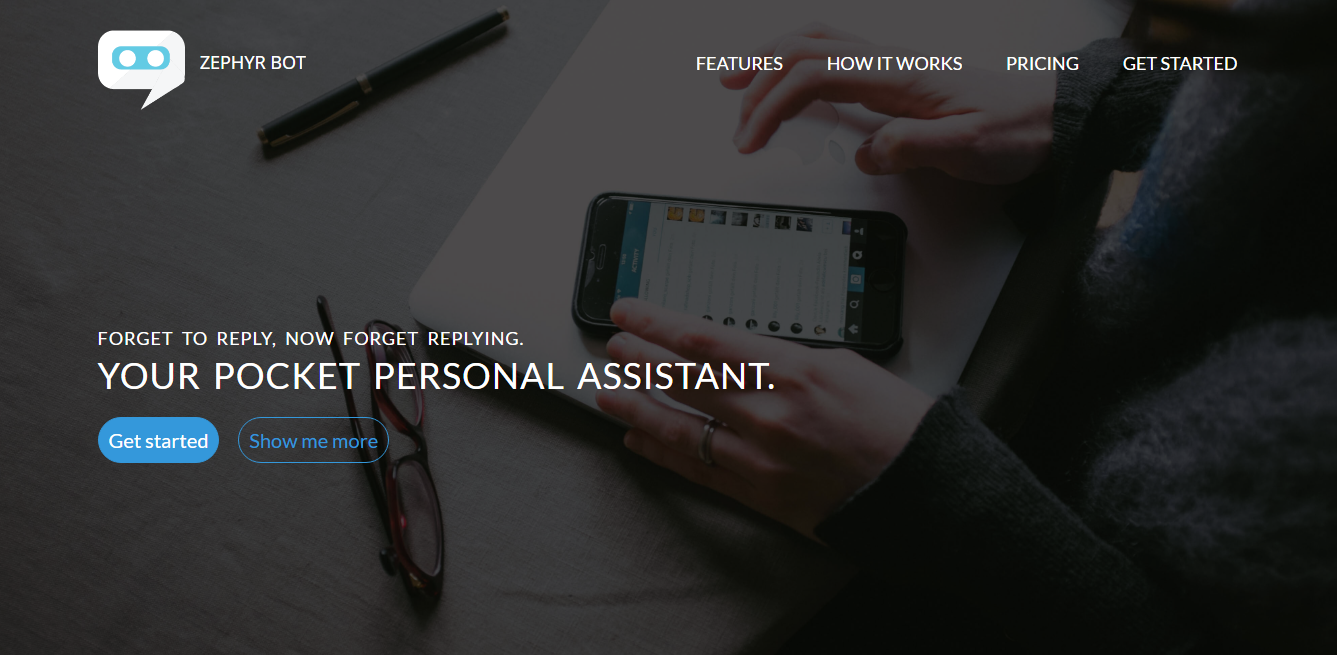 ZEPHYR BOT
FEATURES HOW IT WORKS PRICING GET STARTED
FORGET TO REPLY, NOW FORGET REPLYING.
YOUR POCKET PERSONAL ASSISTANT.
Get started Show me more